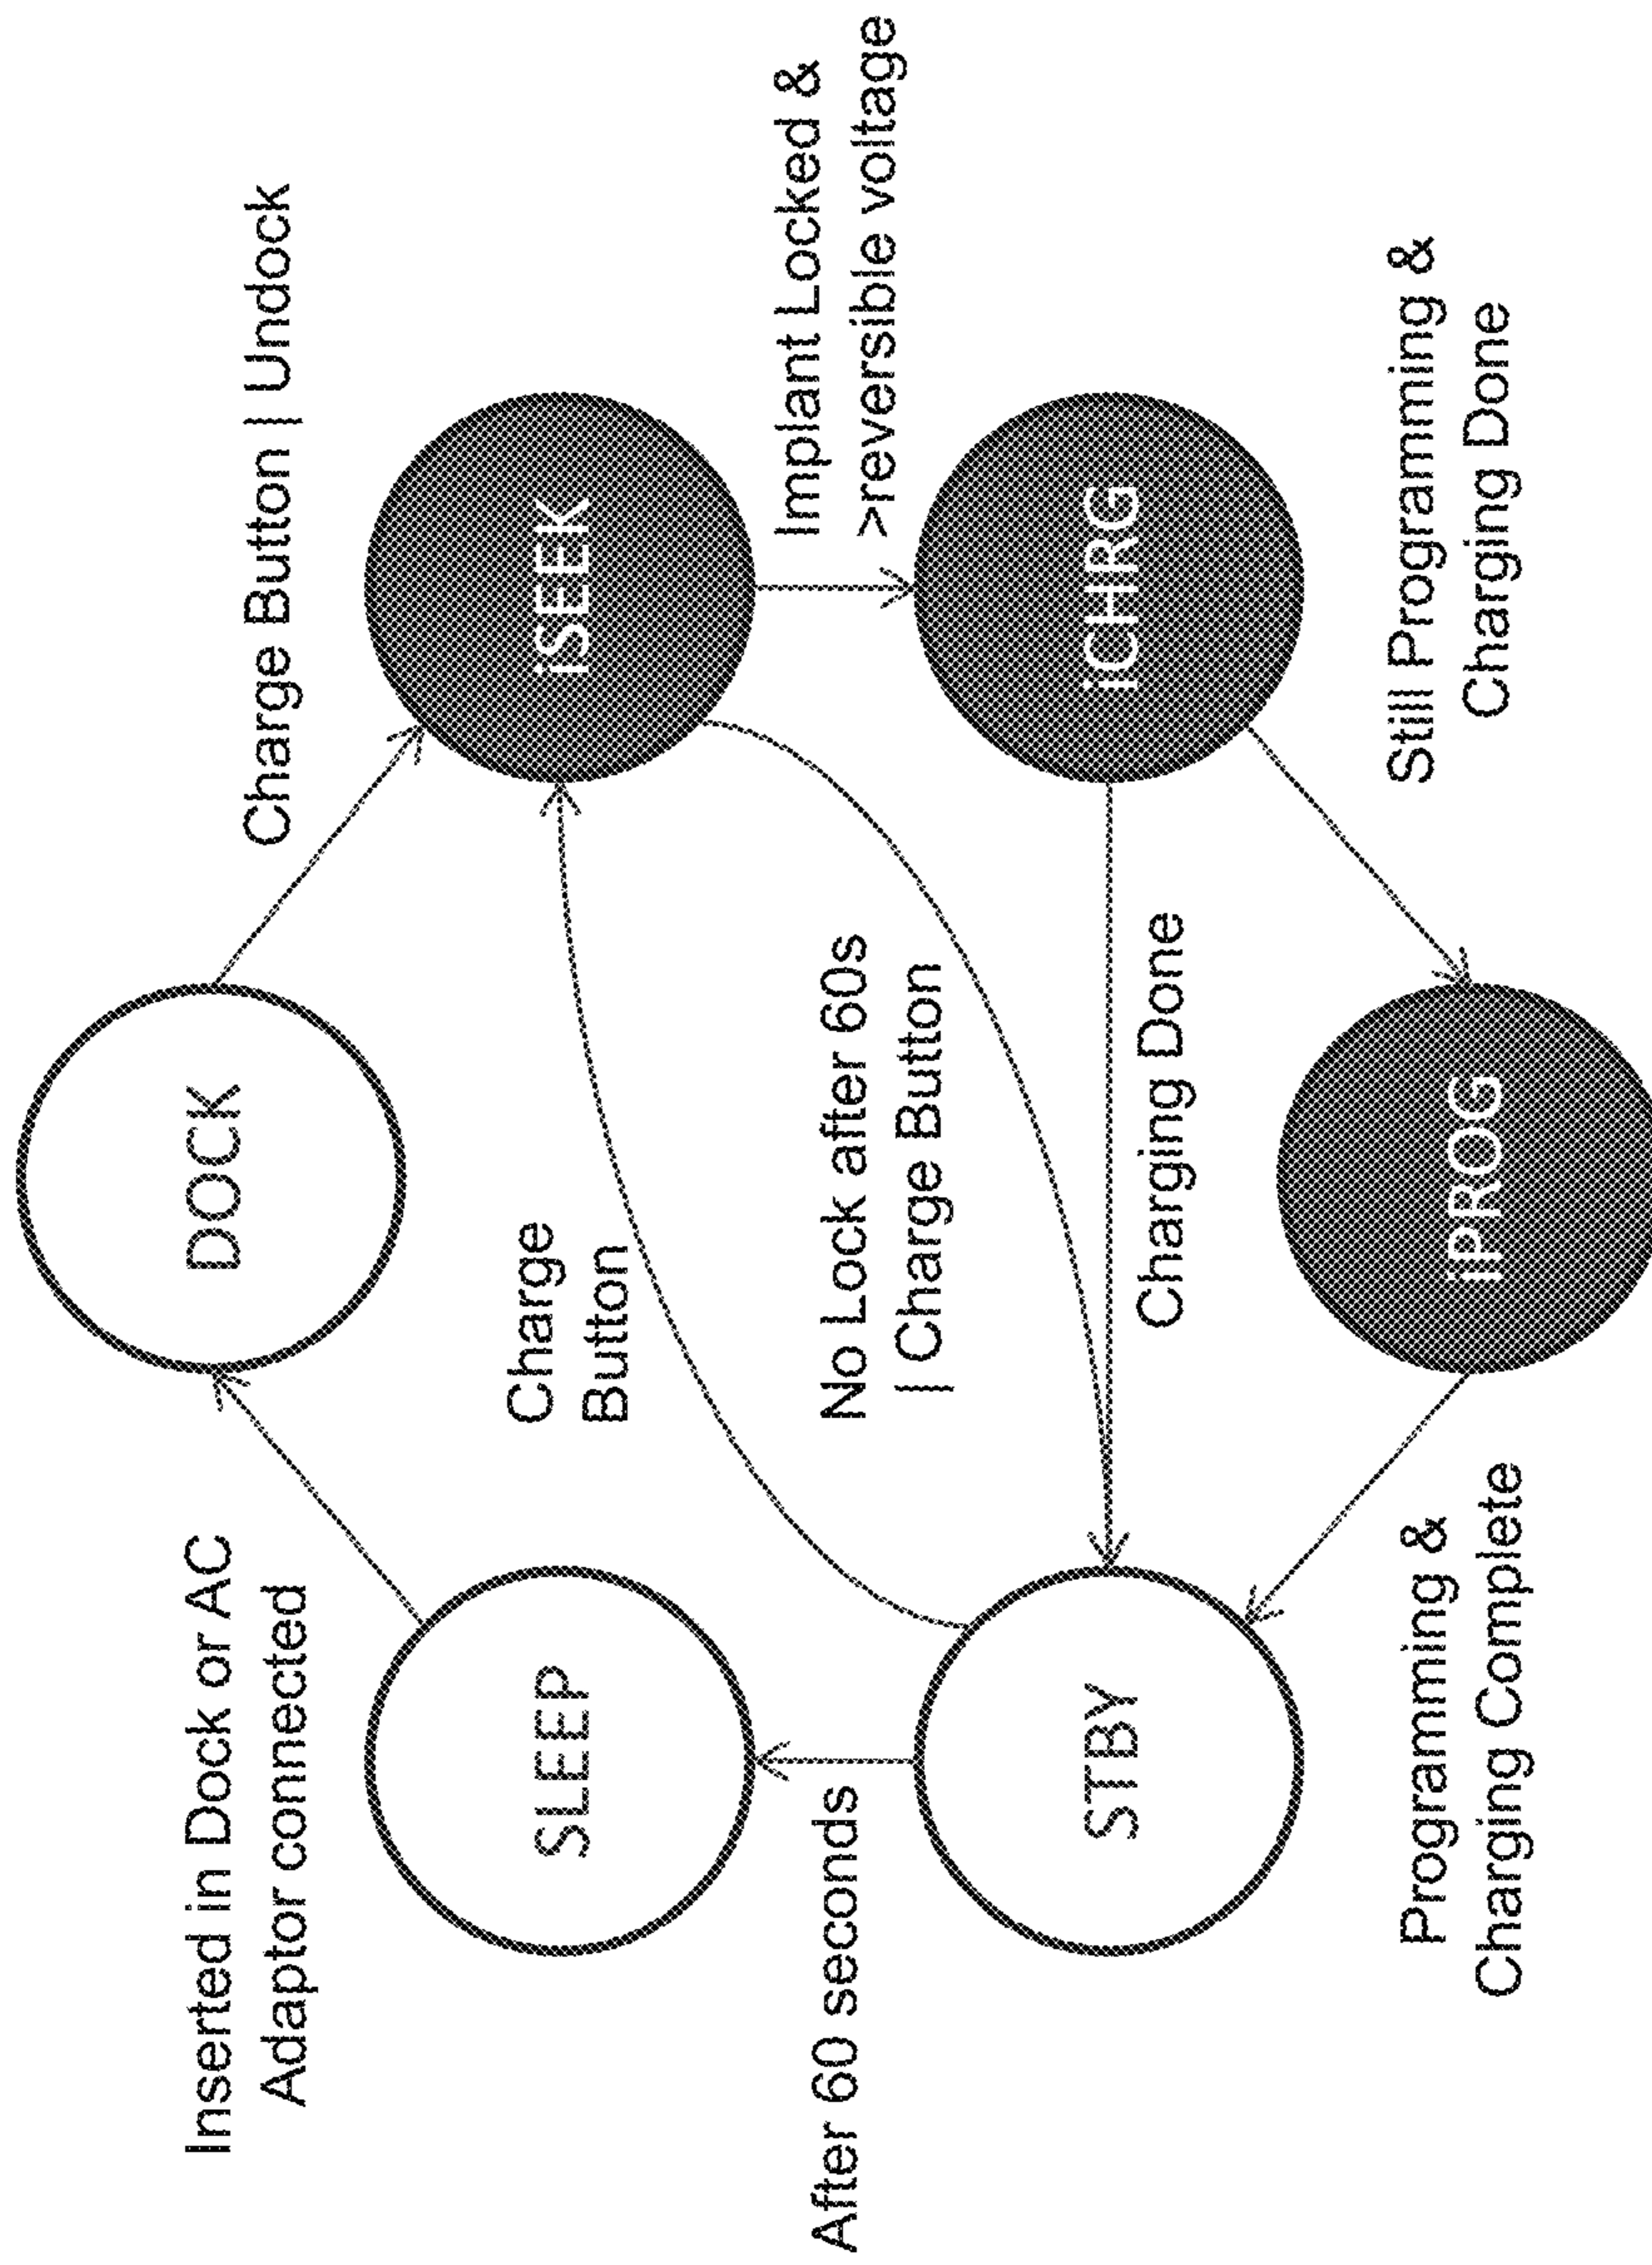 Inserted in Dock or AC
Adaptor connected
DOCK
Charge Button | Undock
SLEEP
Charge
Button
iSEEK
After 60 seconds
No Lock after 60s
| Charge Button
Implant Locked &
>reversible voltage
STBY
Charging Done
iCHRG
Programming &
Charging Complete
iPROG
Still Programming &
Charging Done